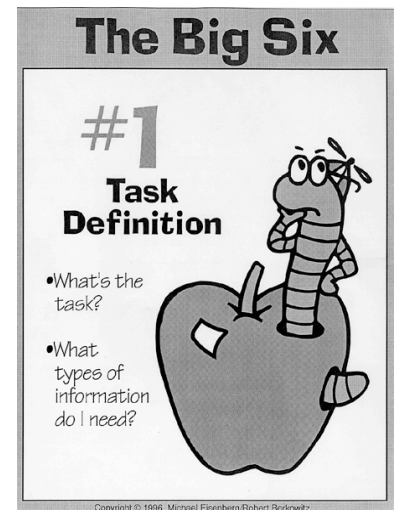 The Big Six
#1
Task
Definition
•What's the
task?
•What
types of
information
do I need?
Copyright © 1996, Michael Eisenberg/Robert Berkowitz